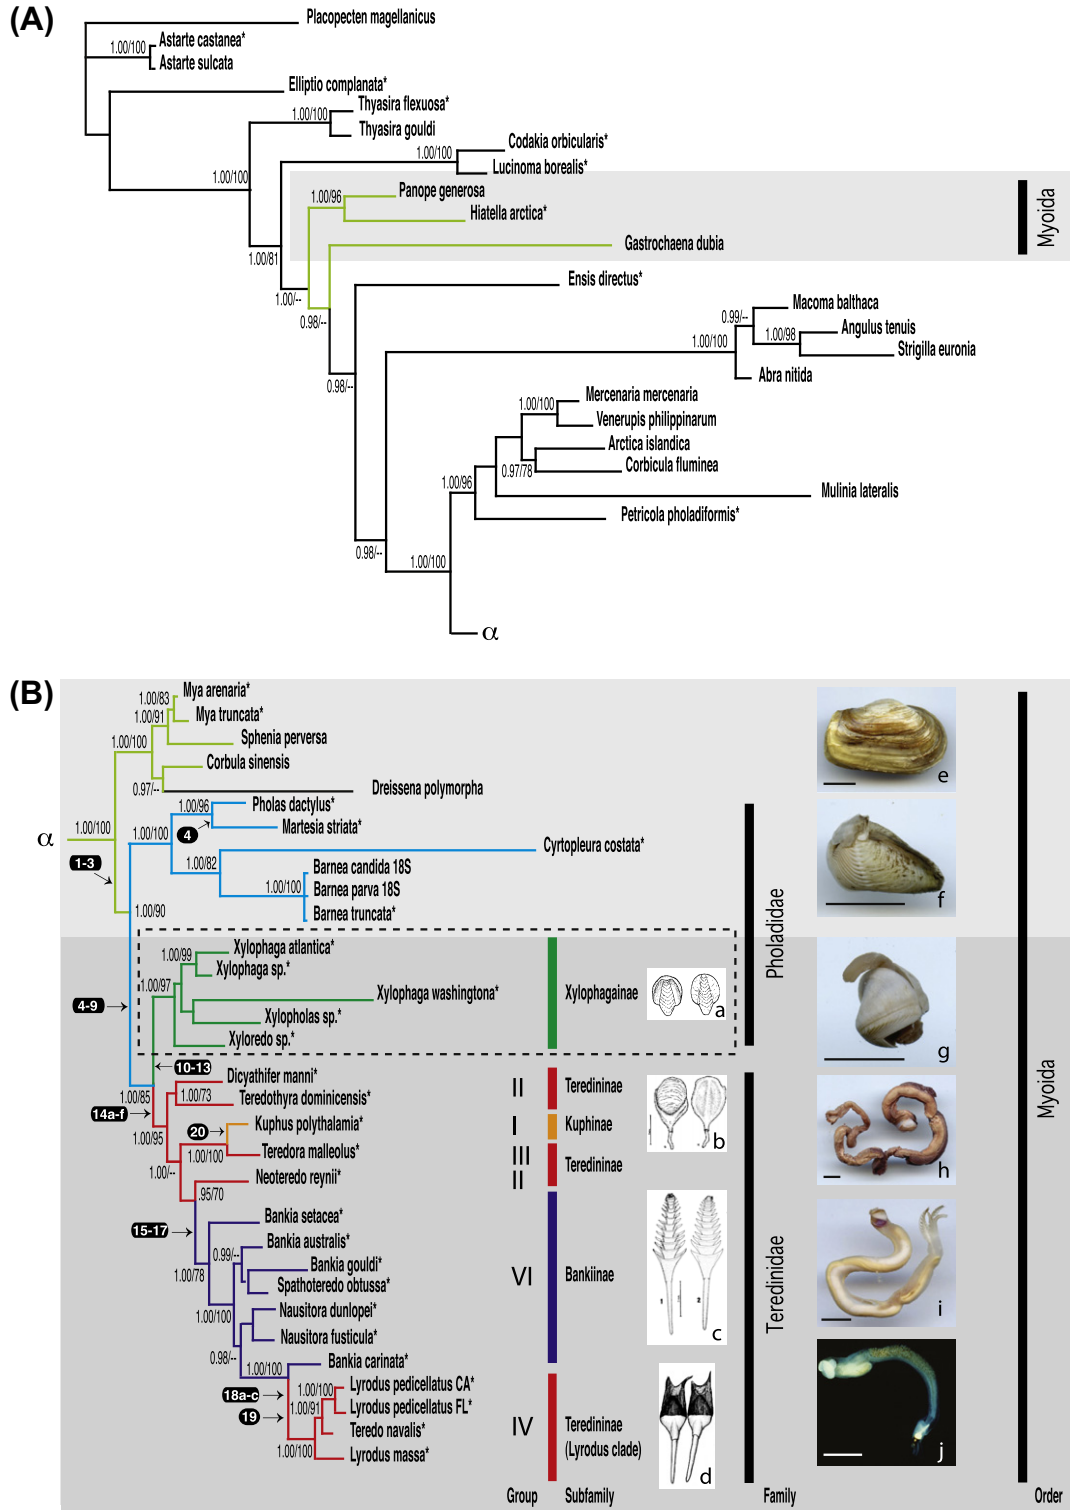 (A)
Placopecten magellanicus
1.00/100
Astarte castanea*
Astarte sulcata
Elliptio complanata*
1.00/100
Thyasira flexuosa*
Thyasira gouldi
Codakia orbicularis*
1.00/100
Lucinoma borealis*
1.00/100
1.00/96
Panope generosa
Hiatella arctica*
Gastrochaena dubia
Myoida
1.00/81
1.00/--
Ensis directus*
0.98/--
Macoma balthaca
0.99/--
Angulus tenuis
1.00/98
1.00/100
Strigilla euronia
Abra nitida
0.98/--
Mercenaria mercenaria
1.00/100
Venerupis philippinarum
Arctica islandica
0.97/78
Corbicula fluminea
1.00/96
Mulinia lateralis
Petricola pholadiformis*
0.98/--
1.00/100
α
(B)
Mya arenaria*
1.00/83
Mya truncata*
1.00/91
Sphenia perversa
1.00/100
Corbula sinensis
0.97/--
Dreissena polymorpha
e
1.00/96
Pholas dactylus*
Martesia striata*
4
1.00/100
1.00/100
α
Cyrtopleura costata*
1.00/82
1-3
Barnea candida 18S
1.00/100
Barnea parva 18S
Barnea truncata*
1.00/90
f
Pholadidae
Xylophaga atlantica*
1.00/99
Xylophaga sp.*
1.00/97
Xylophaga washingtona*
Xylopholas sp.*
Xyloredo sp.*
Xylophagainae
a
4-9
g
10-13
Dicyathifer manni*
1.00/73
Teredothyra dominicensis*
II
Teredininae
1.00/85
14a-f
20
Kuphus polythalamia*
I
Kuphinae
1.00/95
1.00/100
Teredora malleolus*
III
Teredininae
1.00/--
Neoteredo reynii*
II
b
h
.95/70
15-17
Bankia setacea*
0.99/--
Bankia australis*
1.00/78
Bankia gouldi*
Spathoteredo obtussa*
VI
Bankiinae
Nausitora dunlopei*
1.00/100
Nausitora fusticula*
1
2
c
i
Teredinidae
Myoida
0.98/--
1.00/100
Bankia carinata*
18a-c
1.00/100
Lyrodus pedicellatus CA*
19
1.00/91
Lyrodus pedicellatus FL*
Teredo navalis*
1.00/100
Lyrodus massa*
IV
Teredininae
(Lyrodus clade)
d
j
Group
Subfamily
Family
Order